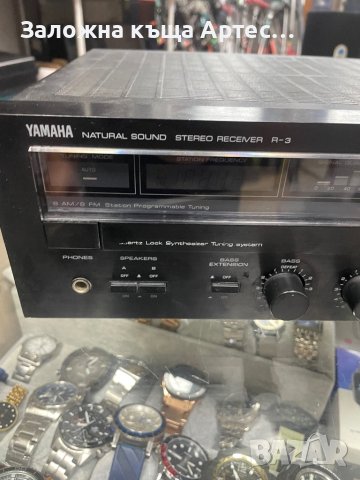 Заложна къща Артес...
YAMAHA NATURAL SOUND STEREO RECEIVER R-3
TUNING MODE STATION FREQUENCY
AUTO
8 AM/8 FM Station Programmable Tuning
Quartz Lock Synthesizer Tuning system
PHONES SPEAKERS BASS EXTENSION BASS
A B
OFF OFF OFF DEFEAT
ON ON ON
BAZAR